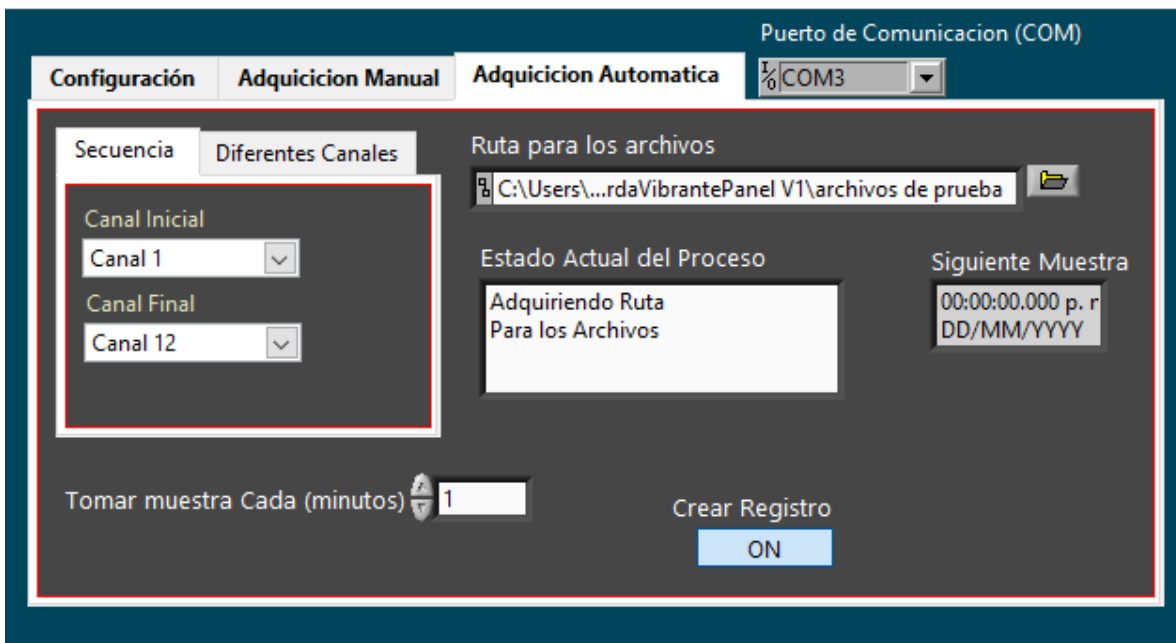 Puerto de Comunicacion (COM)
Configuración
Adquicicion Manual
Adquicicion Automatica
I/O COM3
Secuencia
Diferentes Canales
Ruta para los archivos
C:\Users\...rdaVibrantePanel V1\archivos de prueba
Canal Inicial
Canal 1
Canal Final
Canal 12
Estado Actual del Proceso
Adquiriendo Ruta
Para los Archivos
Siguiente Muestra
00:00:00.000 p. r
DD/MM/YYYY
Tomar muestra Cada (minutos)
1
Crear Registro
ON